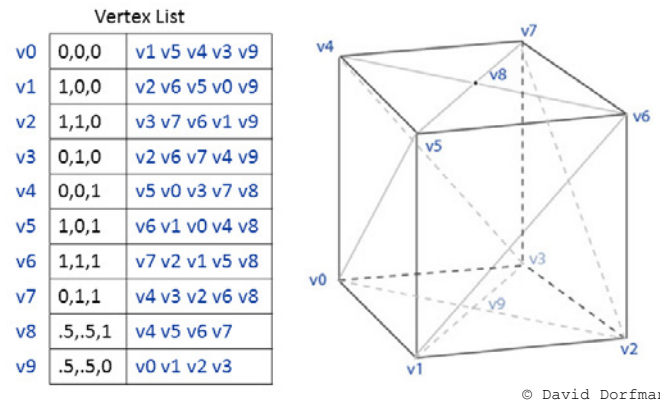 Vertex List
v0 0,0,0 v1 v5 v4 v3 v9
v1 1,0,0 v2 v6 v5 v0 v9
v2 1,1,0 v3 v7 v6 v1 v9
v3 0,1,0 v2 v6 v7 v4 v9
v4 0,0,1 v5 v0 v3 v7 v8
v5 1,0,1 v6 v1 v0 v4 v8
v6 1,1,1 v7 v2 v1 v5 v8
v7 0,1,1 v4 v3 v2 v6 v8
v8 .5,.5,1 v4 v5 v6 v7
v9 .5,.5,0 v0 v1 v2 v3
v7
v4
v8
v6
v5
v3
v0
v9
v2
v1
© David Dorfman